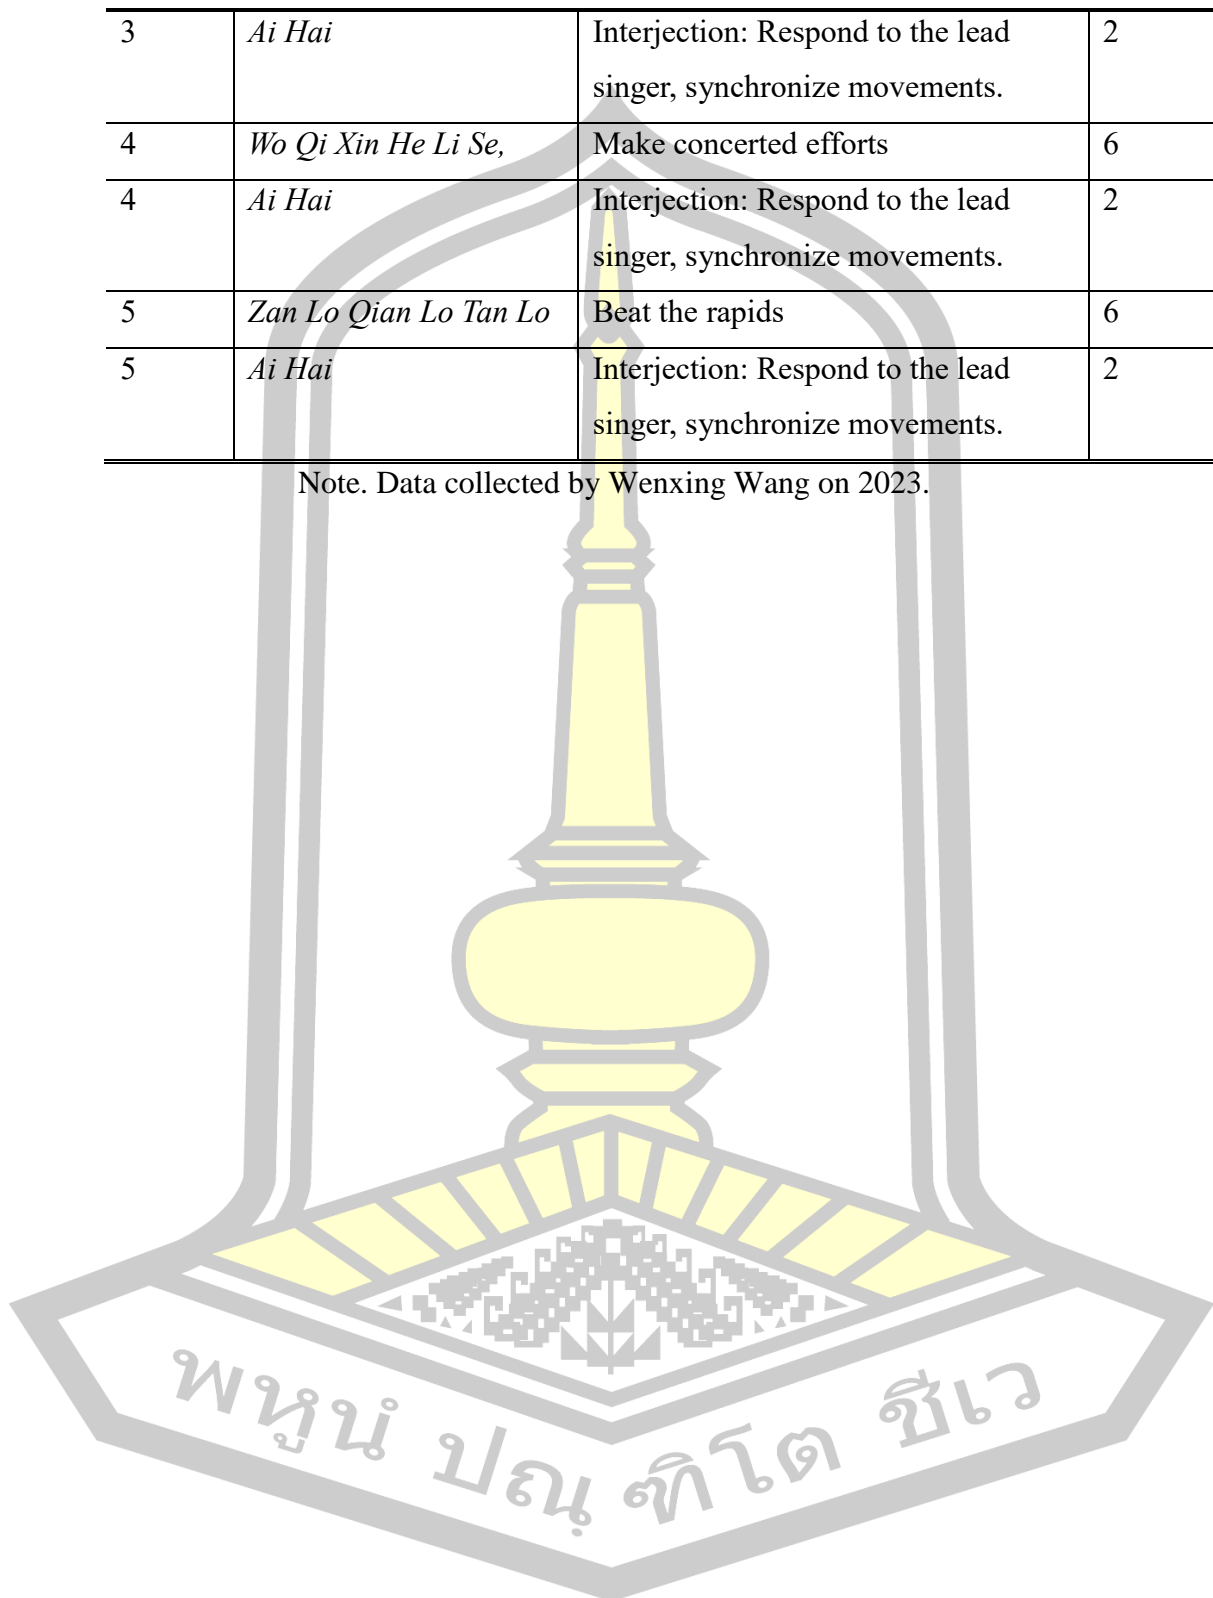 3 Ai Hai Interjection: Respond to the lead 2
singer, synchronize movements.
4 Wo Qi Xin He Li Se, Make concerted efforts 6
4 Ai Hai Interjection: Respond to the lead 2
singer, synchronize movements.
5 Zan Lo Qian Lo Tan Lo Beat the rapids 6
5 Ai Hai Interjection: Respond to the lead 2
singer, synchronize movements.
Note. Data collected by Wenxing Wang on 2023.
พหูนํ ปณฺ ฑิโต ชีเว